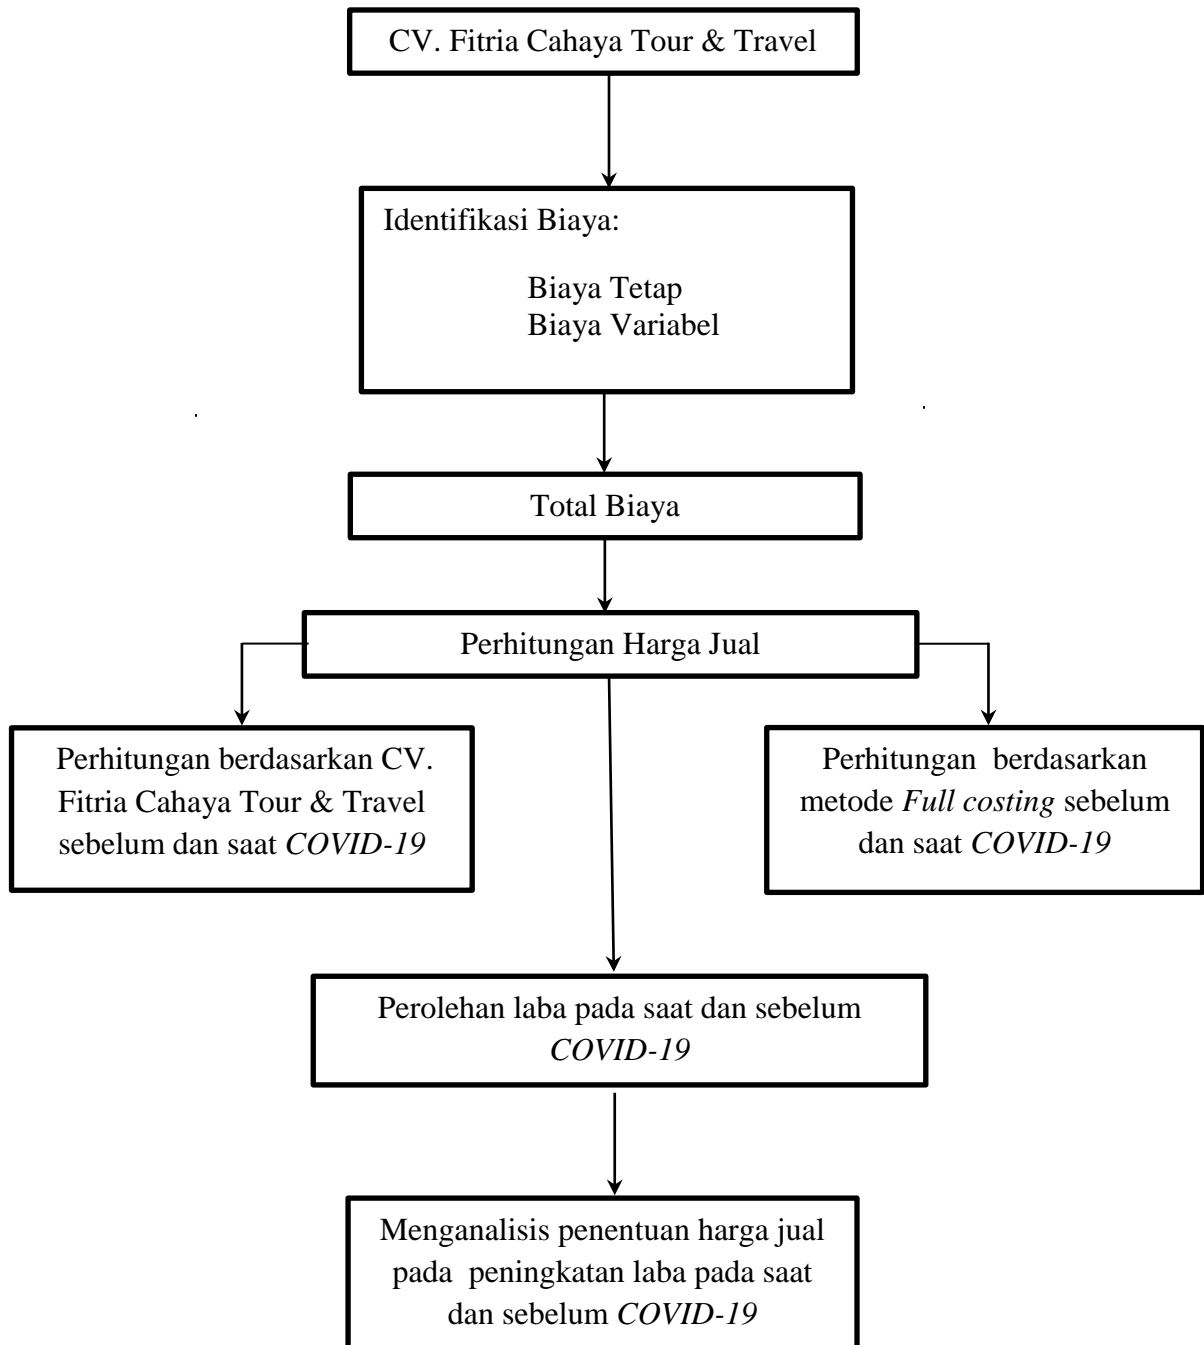 CV. Fitria Cahaya Tour & Travel
Identifikasi Biaya:
Biaya Tetap
Biaya Variabel
Total Biaya
Perhitungan Harga Jual
Perhitungan berdasarkan CV.
Fitria Cahaya Tour & Travel
sebelum dan saat COVID-19
Perhitungan berdasarkan
metode Full costing sebelum
dan saat COVID-19
Perolehan laba pada saat dan sebelum
COVID-19
Menganalisis penentuan harga jual
pada peningkatan laba pada saat
dan sebelum COVID-19